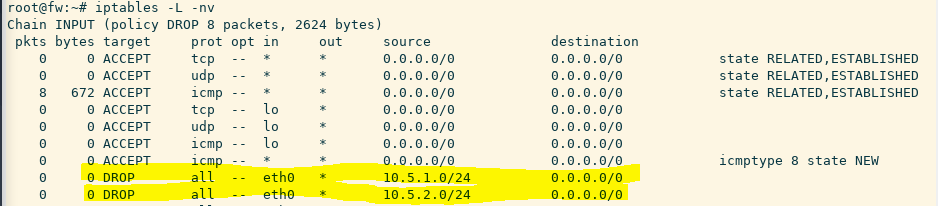 root@fw:~# iptables -L -nv
Chain INPUT (policy DROP 8 packets, 2624 bytes)
pkts bytes target prot opt in out source destination
0 0 ACCEPT tcp -- * * 0.0.0.0/0 0.0.0.0/0 state RELATED,ESTABLISHED
0 0 ACCEPT udp -- * * 0.0.0.0/0 0.0.0.0/0 state RELATED,ESTABLISHED
8 672 ACCEPT icmp -- * * 0.0.0.0/0 0.0.0.0/0 state RELATED,ESTABLISHED
0 0 ACCEPT tcp -- lo * 0.0.0.0/0 0.0.0.0/0
0 0 ACCEPT udp -- lo * 0.0.0.0/0 0.0.0.0/0
0 0 ACCEPT icmp -- lo * 0.0.0.0/0 0.0.0.0/0
0 0 ACCEPT icmp -- * * 0.0.0.0/0 0.0.0.0/0 icmptype 8 state NEW
0 0 DROP all -- eth0 * 10.5.1.0/24 0.0.0.0/0
0 0 DROP all -- eth0 * 10.5.2.0/24 0.0.0.0/0